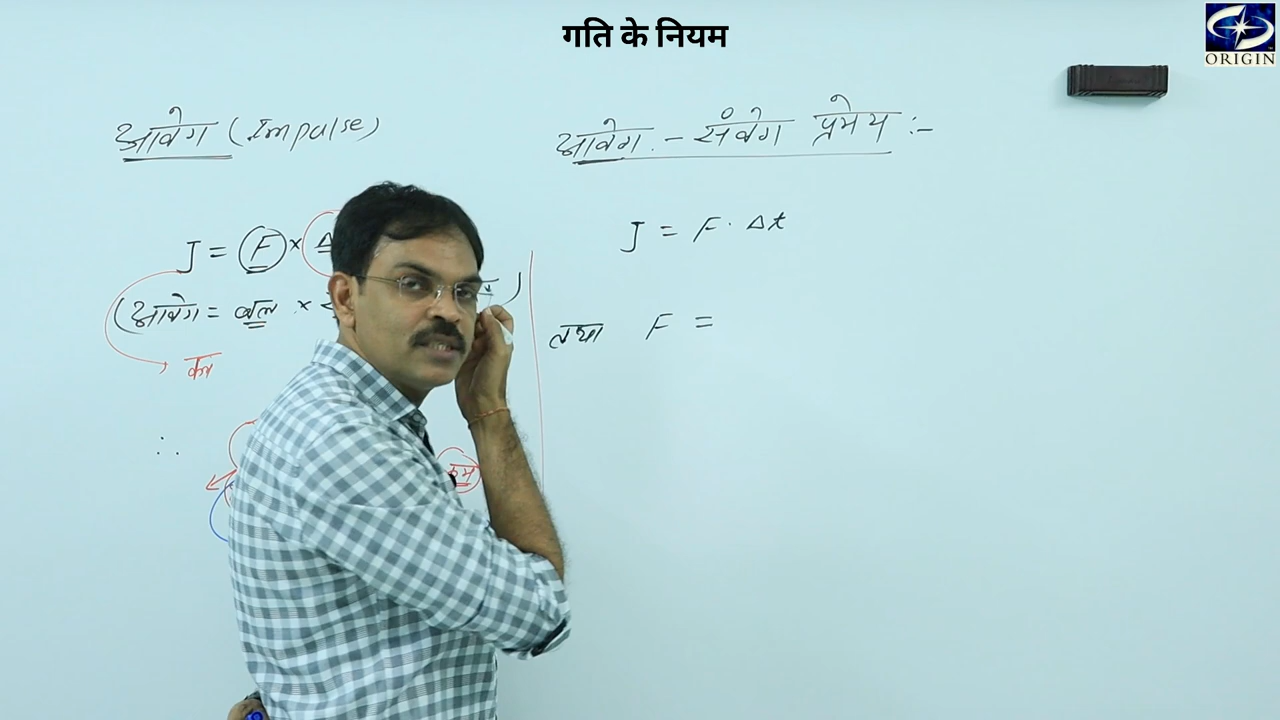 गति के नियम
ORIGIN
आवेग (Impulse)
J = F ×
(आवेग = बल ×
∴
आवेग - संवेग प्रमेय :-
J = F · Δt
तथा F =